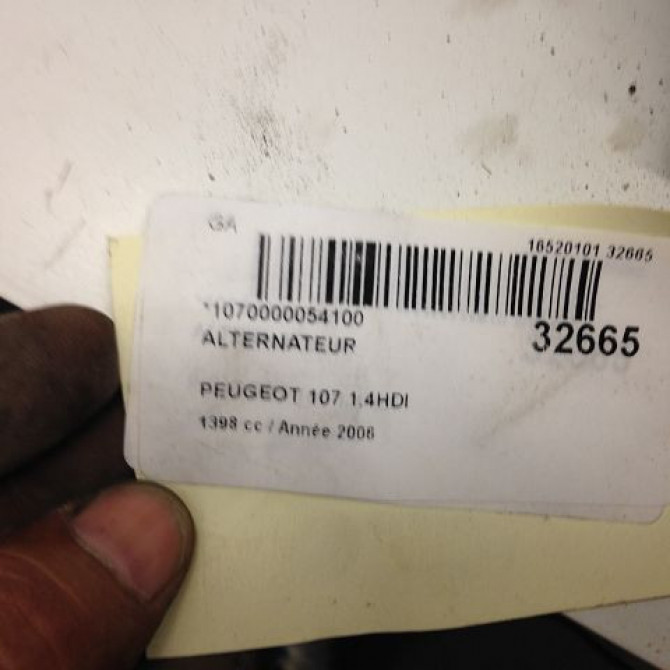 GA
16520101 32665
*1070000054100
32665
ALTERNATEUR
PEUGEOT 107 1.4HDI
1398 cc / Année 2006